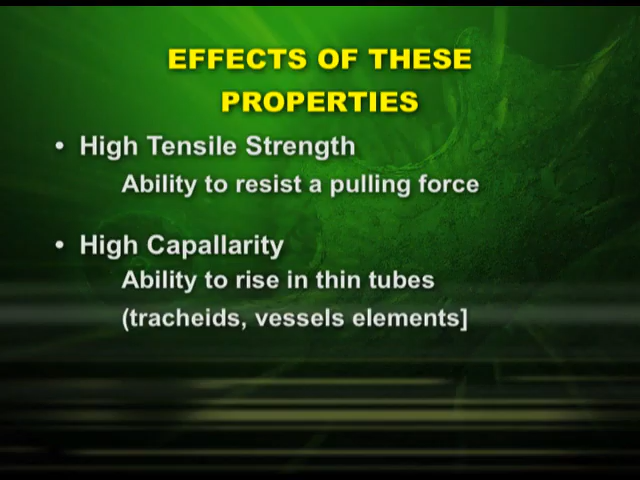 EFFECTS OF THESE
PROPERTIES
• High Tensile Strength
Ability to resist a pulling force
• High Capallarity
Ability to rise in thin tubes
(tracheids, vessels elements]